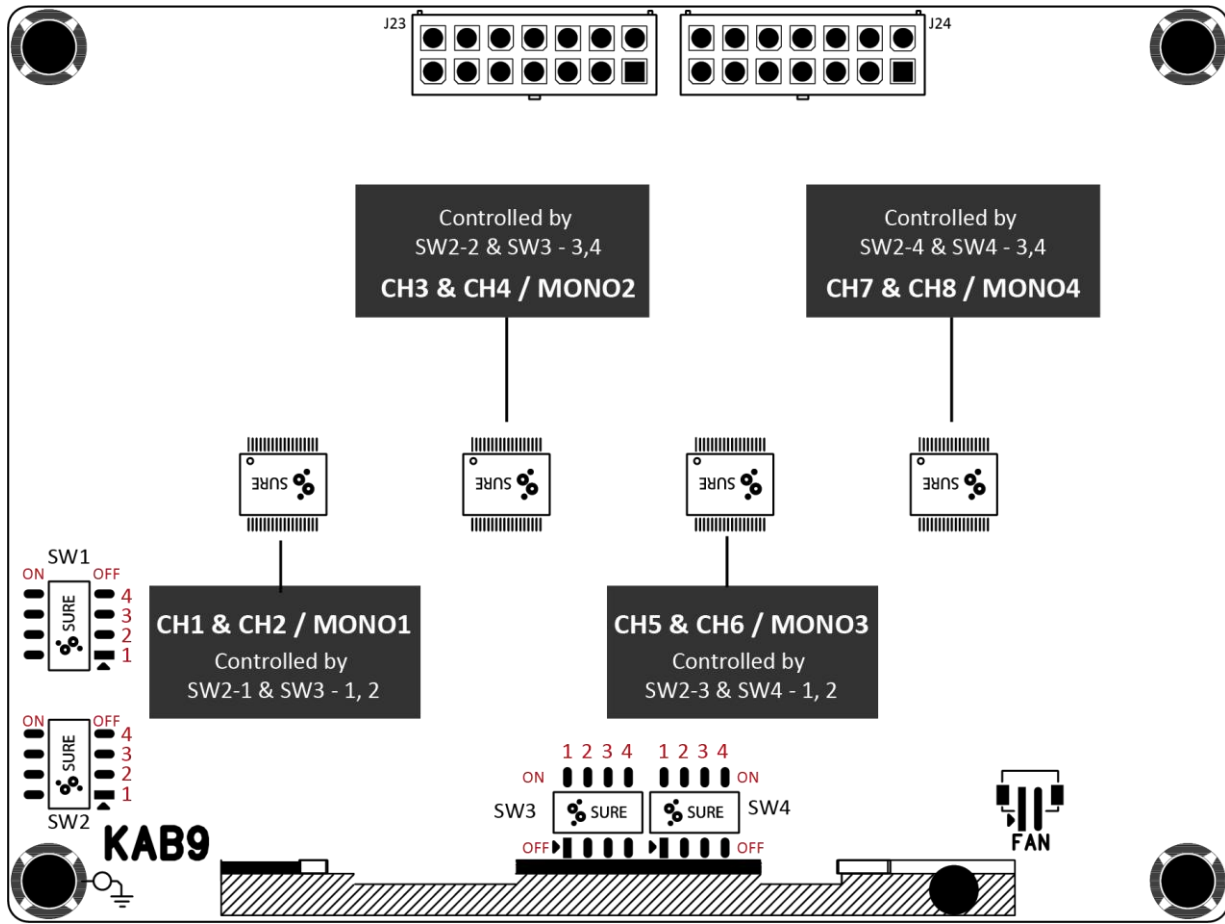 J23
J24
Controlled by
SW2-2 & SW3 - 3,4
CH3 & CH4 / MONO2
Controlled by
SW2-4 & SW4 - 3,4
CH7 & CH8 / MONO4
SURE
SURE
SURE
SURE
SW1
ON
OFF
SURE
4
3
2
1
CH1 & CH2 / MONO1
Controlled by
SW2-1 & SW3 - 1, 2
CH5 & CH6 / MONO3
Controlled by
SW2-3 & SW4 - 1, 2
ON
OFF
SURE
4
3
2
1
SW2
KAB9
1 2 3 4
1 2 3 4
ON
ON
SW3
SURE
SURE
SW4
OFF
OFF
FAN